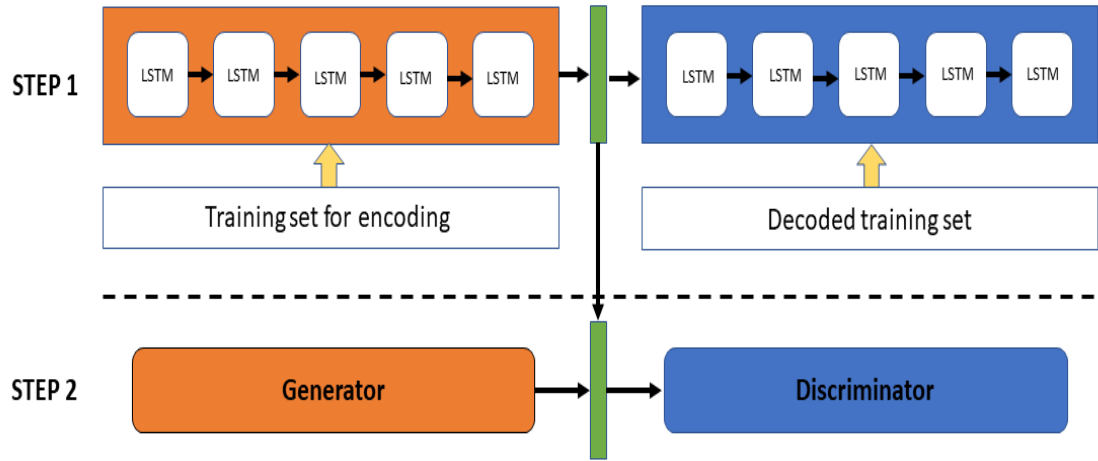 STEP 1
LSTM
LSTM
LSTM
LSTM
LSTM
LSTM
LSTM
LSTM
LSTM
LSTM
Training set for encoding
Decoded training set
STEP 2
Generator
Discriminator